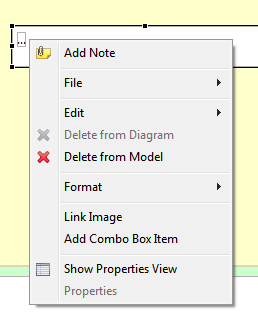 ...
Add Note
File
Edit
Delete from Diagram
Delete from Model
Format
Link Image
Add Combo Box Item
Show Properties View
Properties